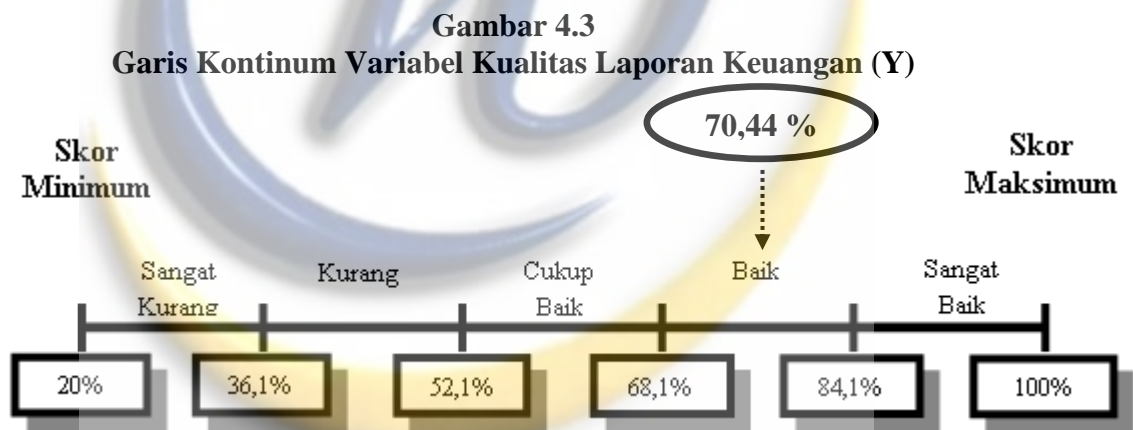 Gambar 4.3
Garis Kontinum Variabel Kualitas Laporan Keuangan (Y)
70,44 %
Skor
Minimum
Skor
Maksimum
Sangat
Kurang
Kurang
Cukup
Baik
Baik
Sangat
Baik
20%
36,1%
52,1%
68,1%
84,1%
100%